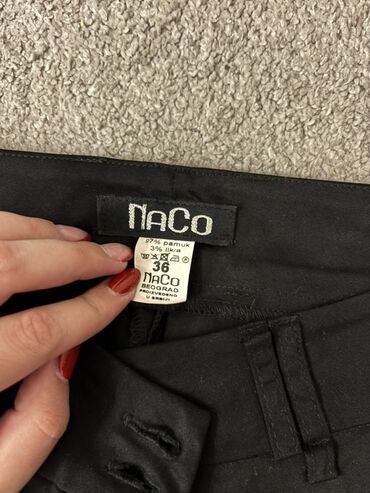 NaCo
97% pamuk
3% likra
36
NaCo
BEOGRAD
PROIZVEDENO
U SRBIJI